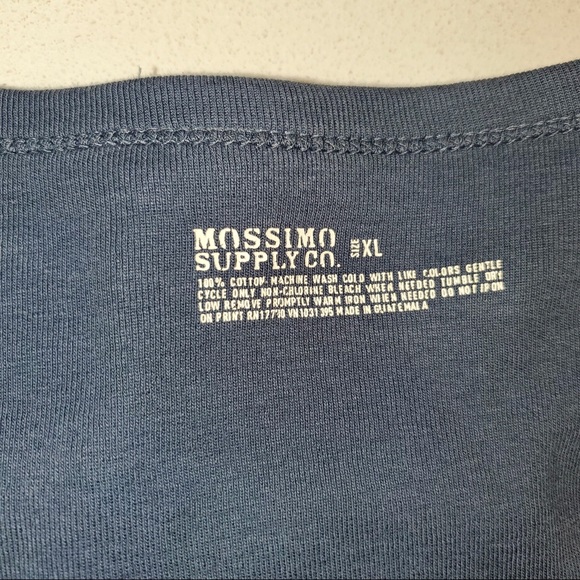 MOSSIMO
SUPPLY CO. SIZE XL
100% COTTON MACHINE WASH COLD WITH LIKE COLORS GENTLE
CYCLE ONLY NON-CHLORINE BLEACH WHEN NEEDED TUMBLE DRY
LOW REMOVE PROMPTLY WARM IRON WHEN NEEDED DO NOT IRON
ON PRINT RN17730 VN1031395 MADE IN GUATEMALA